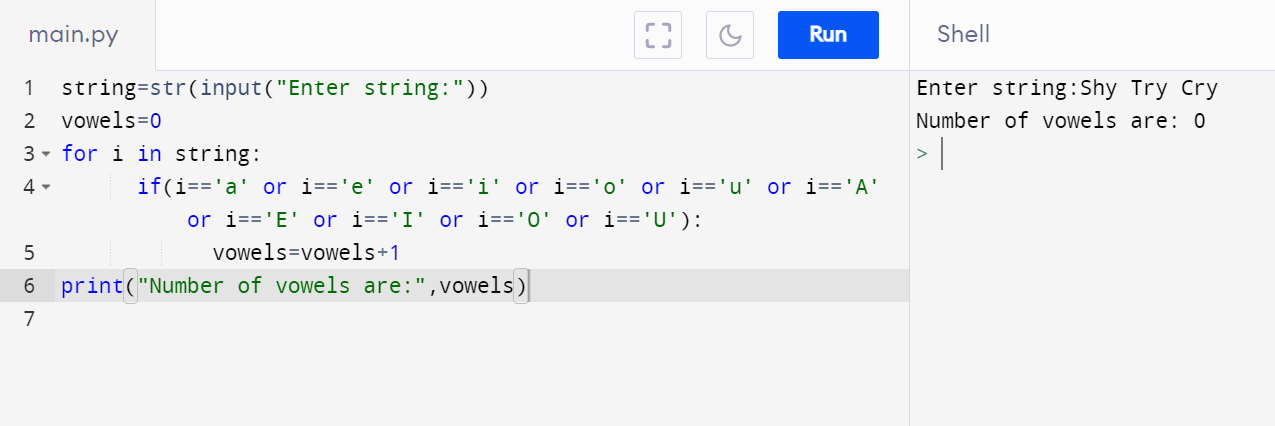 main.py Run Shell
1 string=str(input("Enter string:"))
2 vowels=0
3 for i in string:
4 if(i=='a' or i=='e' or i=='i' or i=='o' or i=='u' or i=='A'
or i=='E' or i=='I' or i=='O' or i=='U'):
5 vowels=vowels+1
6 print("Number of vowels are:",vowels)
7
Enter string:Shy Try Cry
Number of vowels are: 0
>